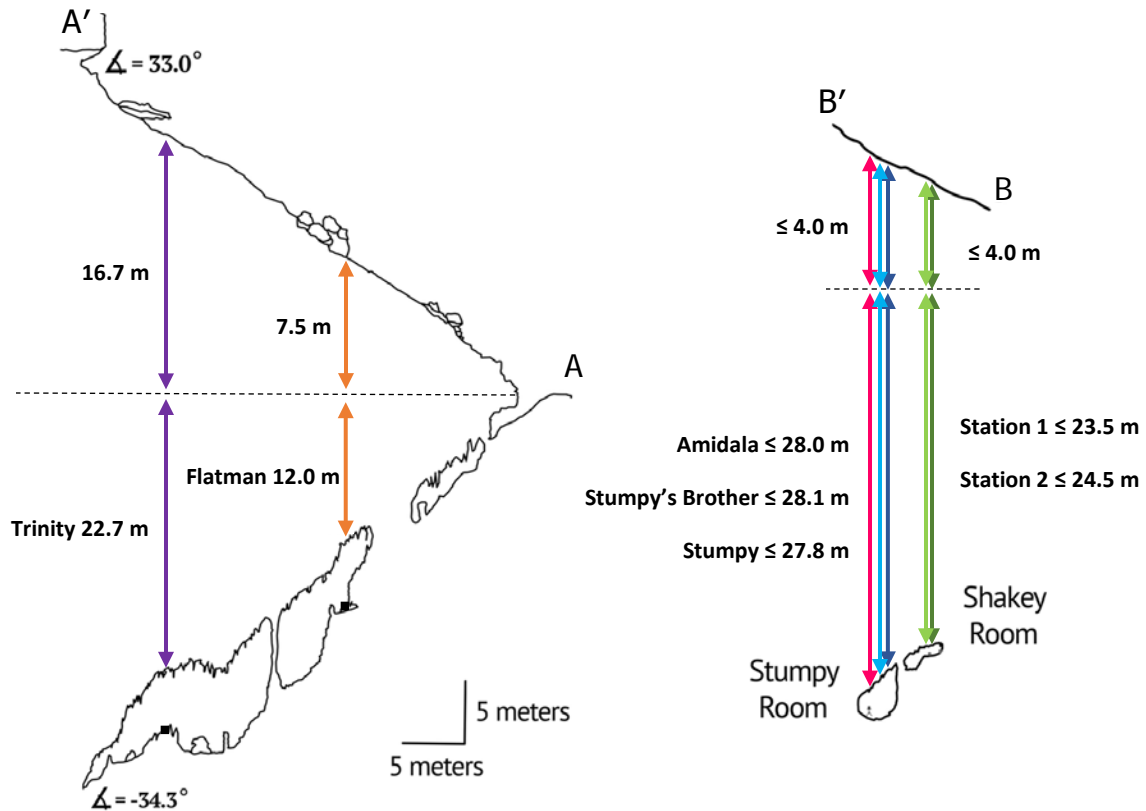 A′
∡ = 33.0°
16.7 m
7.5 m
A
Flatman 12.0 m
Trinity 22.7 m
5 meters
5 meters
∡ = -34.3°
B′
B
≤ 4.0 m
≤ 4.0 m
Amidala ≤ 28.0 m
Stumpy’s Brother ≤ 28.1 m
Stumpy ≤ 27.8 m
Station 1 ≤ 23.5 m
Station 2 ≤ 24.5 m
Shakey
Room
Stumpy
Room